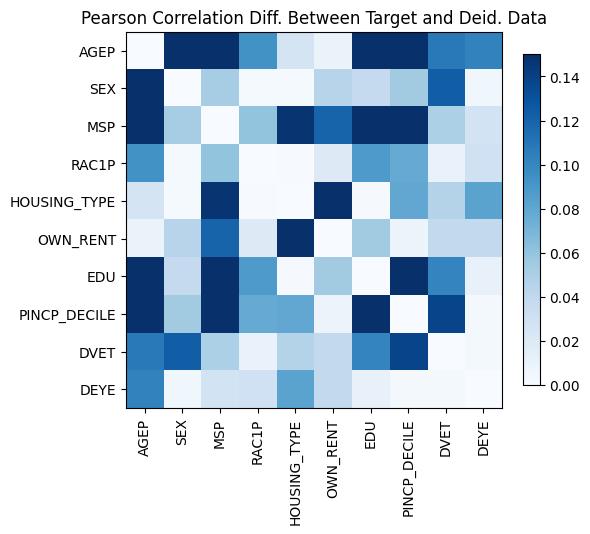 Pearson Correlation Diff. Between Target and Deid. Data
AGEP
SEX
MSP
RAC1P
HOUSING_TYPE
OWN_RENT
EDU
PINCP_DECILE
DVET
DEYE
AGEP
SEX
MSP
RAC1P
HOUSING_TYPE
OWN_RENT
EDU
PINCP_DECILE
DVET
DEYE
0.14
0.12
0.10
0.08
0.06
0.04
0.02
0.00